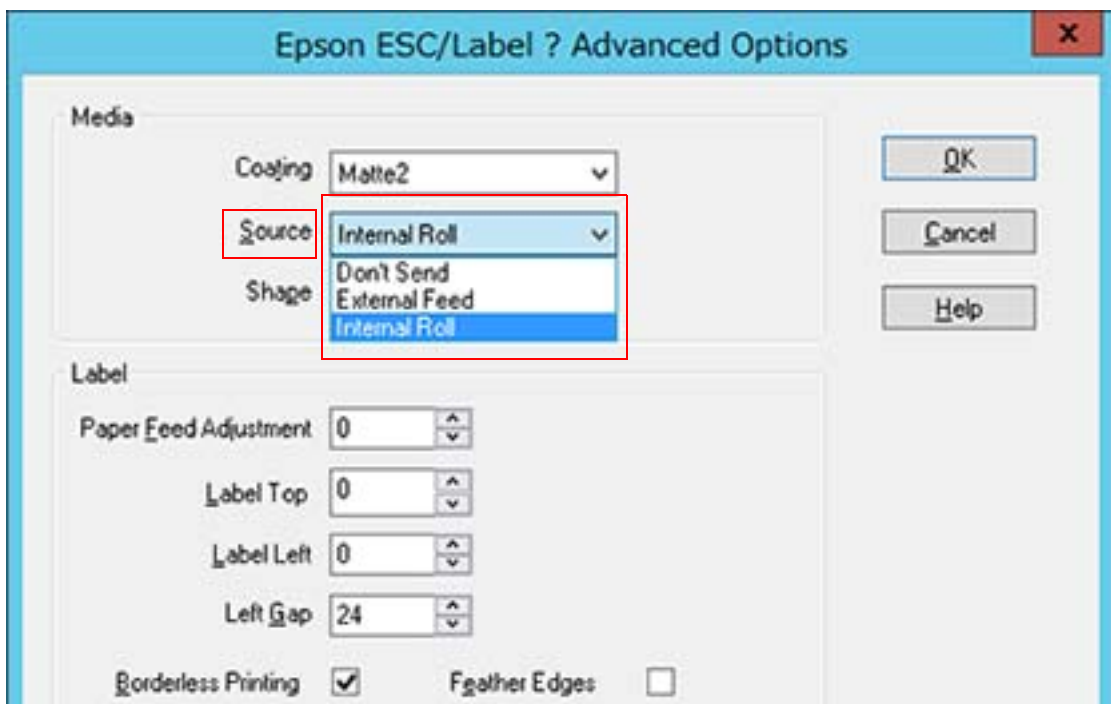 Epson ESC/Label ? Advanced Options
x
Media
Coating Matte2
OK
Source Internal Roll
Cancel
Don't Send
Shape External Feed
Help
Internal Roll
Label
Paper Feed Adjustment 0
Label Top 0
Label Left 0
Left Gap 24
Borderless Printing Feather Edges